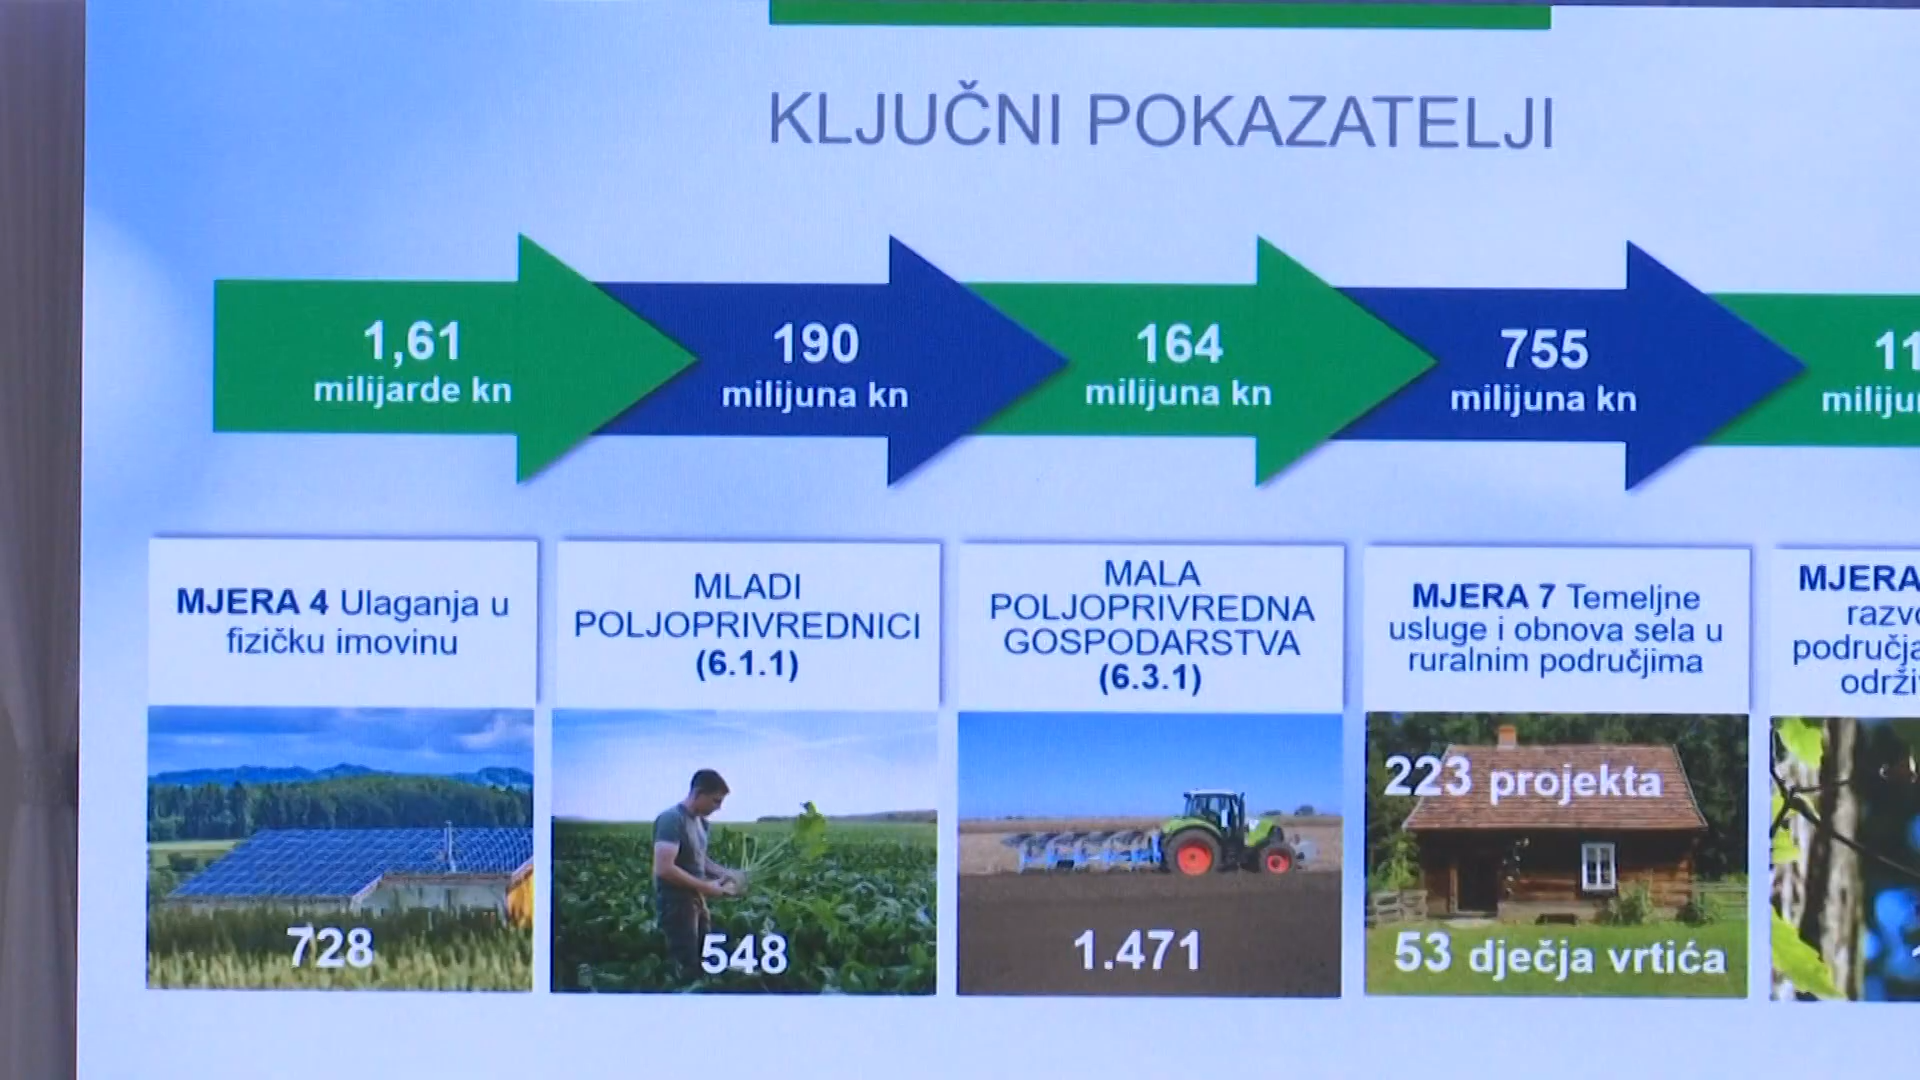 KLJUČNI POKAZATELJI
1,61
milijarde kn
190
milijuna kn
164
milijuna kn
755
milijuna kn
MJERA 4 Ulaganja u
fizičku imovinu
728
MLADI
POLJOPRIVREDNICI
(6.1.1)
548
MALA
POLJOPRIVREDNA
GOSPODARSTVA
(6.3.1)
1.471
MJERA 7 Temeljne
usluge i obnova sela u
ruralnim područjima
223 projekta
53 dječja vrtića
MJERA